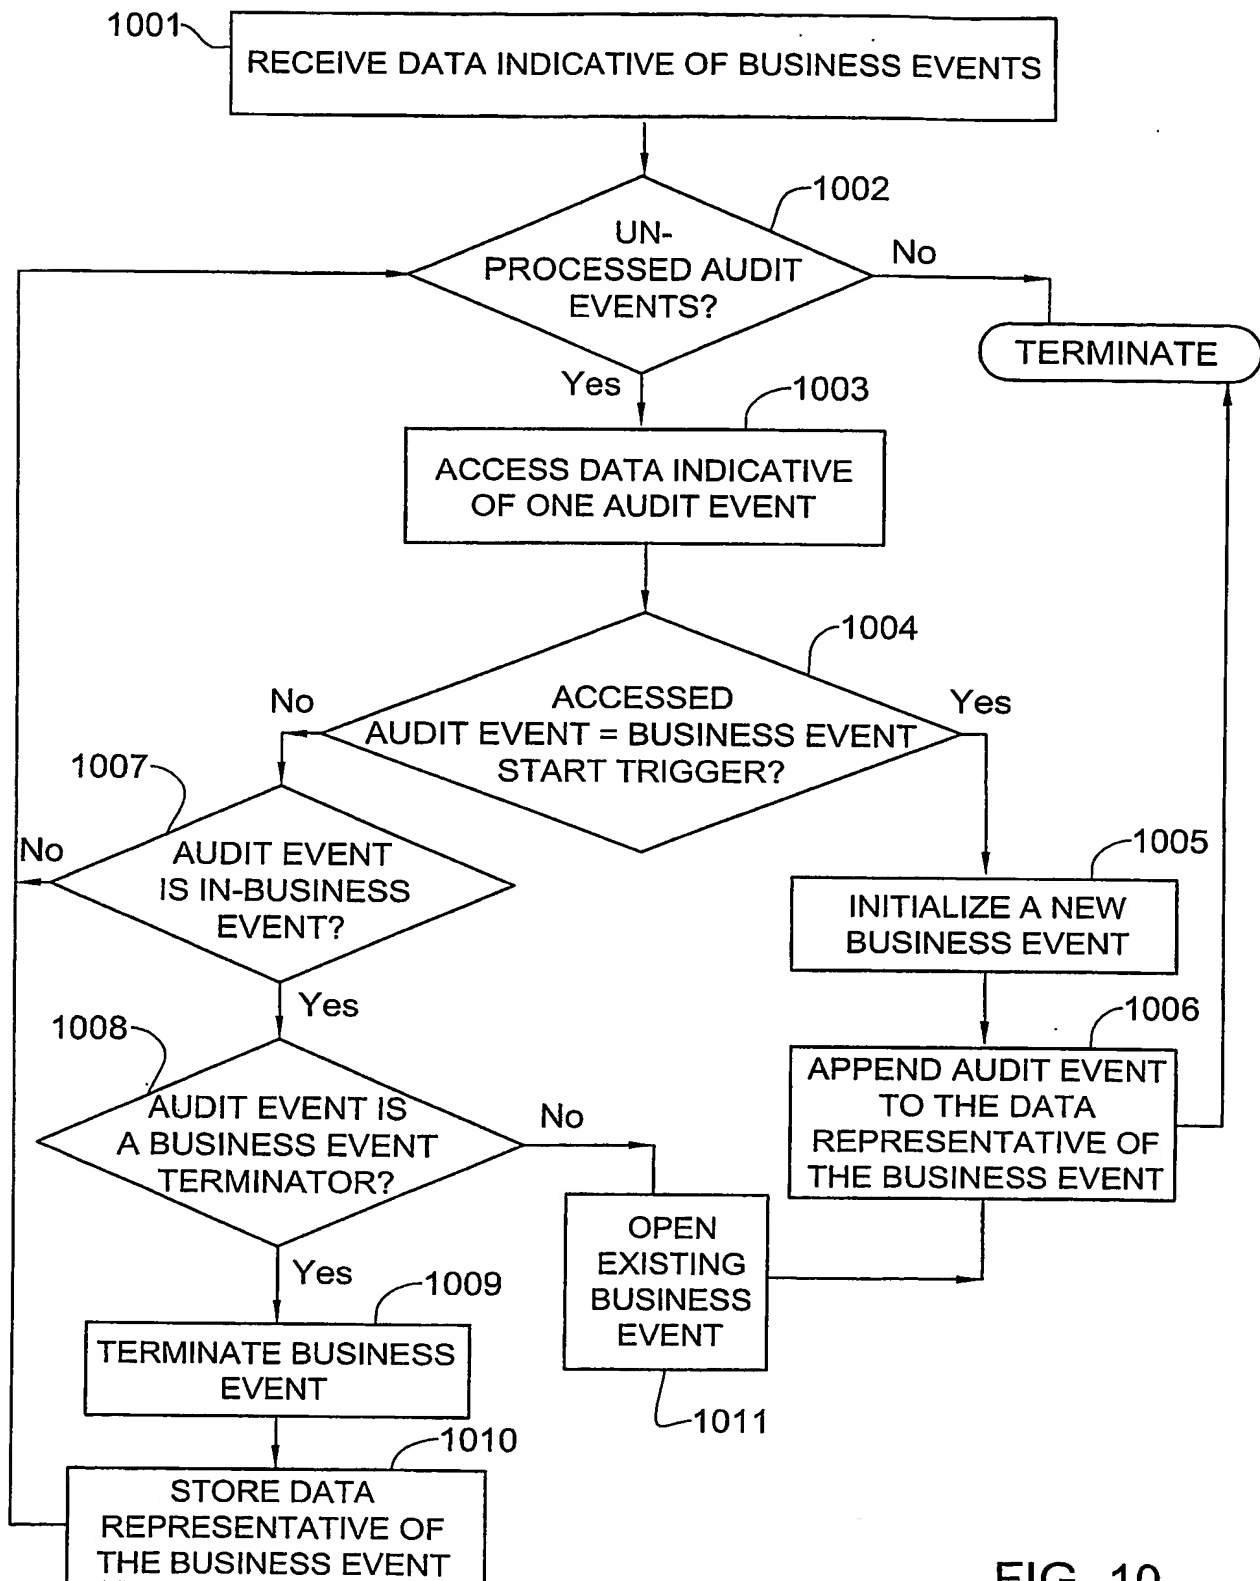 1001
RECEIVE DATA INDICATIVE OF BUSINESS EVENTS
1002
UN-
PROCESSED AUDIT
EVENTS?
No
TERMINATE
Yes
1003
ACCESS DATA INDICATIVE
OF ONE AUDIT EVENT
1004
ACCESSED
AUDIT EVENT = BUSINESS EVENT
START TRIGGER?
No
Yes
1007
AUDIT EVENT
IS IN-BUSINESS
EVENT?
No
1005
INITIALIZE A NEW
BUSINESS EVENT
Yes
1006
APPEND AUDIT EVENT
TO THE DATA
REPRESENTATIVE OF
THE BUSINESS EVENT
1008
AUDIT EVENT IS
A BUSINESS EVENT
TERMINATOR?
No
OPEN
EXISTING
BUSINESS
EVENT
1011
Yes
1009
TERMINATE BUSINESS
EVENT
1010
STORE DATA
REPRESENTATIVE OF
THE BUSINESS EVENT
FIG. 10